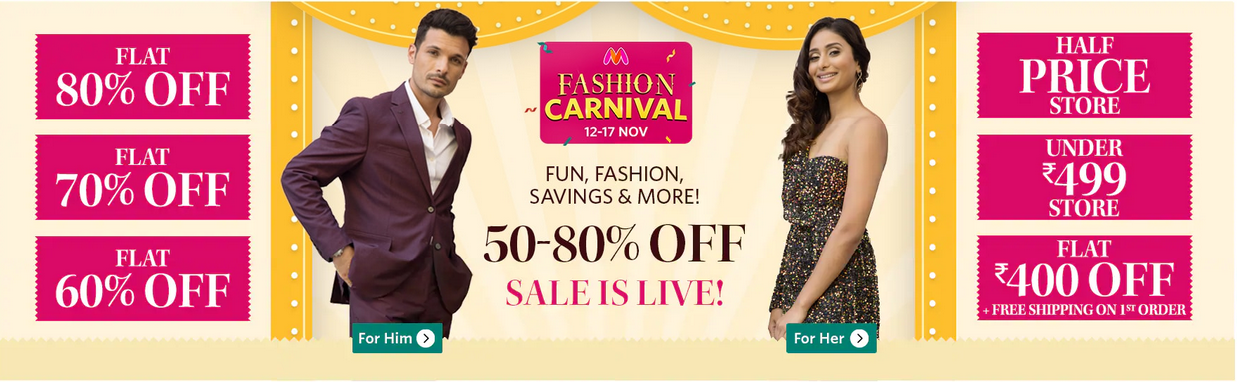 FLAT
80% OFF
FLAT
70% OFF
FLAT
60% OFF
FASHION
CARNIVAL
12-17 NOV
FUN, FASHION,
SAVINGS & MORE!
50-80% OFF
SALE IS LIVE!
For Him
For Her
HALF
PRICE
STORE
UNDER
₹499
STORE
FLAT
₹400 OFF
+ FREE SHIPPING ON 1ST ORDER